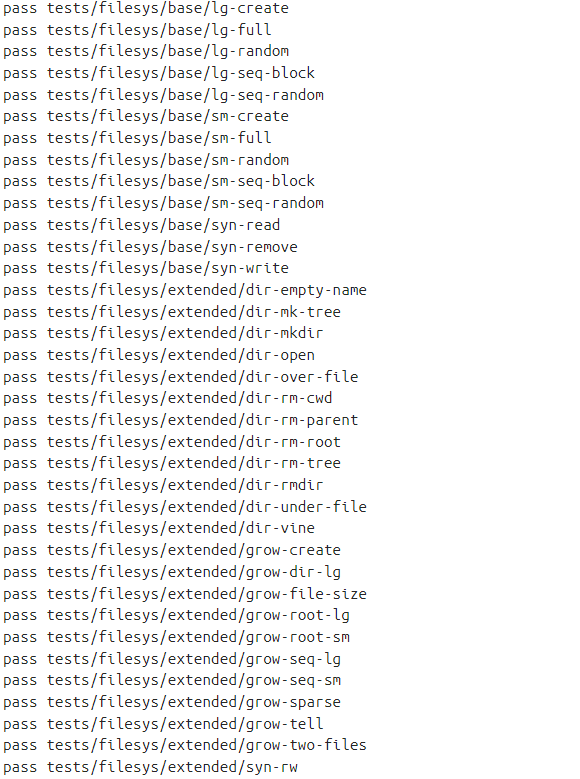 pass tests/filesys/base/lg-create
pass tests/filesys/base/lg-full
pass tests/filesys/base/lg-random
pass tests/filesys/base/lg-seq-block
pass tests/filesys/base/lg-seq-random
pass tests/filesys/base/sm-create
pass tests/filesys/base/sm-full
pass tests/filesys/base/sm-random
pass tests/filesys/base/sm-seq-block
pass tests/filesys/base/sm-seq-random
pass tests/filesys/base/syn-read
pass tests/filesys/base/syn-remove
pass tests/filesys/base/syn-write
pass tests/filesys/extended/dir-empty-name
pass tests/filesys/extended/dir-mk-tree
pass tests/filesys/extended/dir-mkdir
pass tests/filesys/extended/dir-open
pass tests/filesys/extended/dir-over-file
pass tests/filesys/extended/dir-rm-cwd
pass tests/filesys/extended/dir-rm-parent
pass tests/filesys/extended/dir-rm-root
pass tests/filesys/extended/dir-rm-tree
pass tests/filesys/extended/dir-rmdir
pass tests/filesys/extended/dir-under-file
pass tests/filesys/extended/dir-vine
pass tests/filesys/extended/grow-create
pass tests/filesys/extended/grow-dir-lg
pass tests/filesys/extended/grow-file-size
pass tests/filesys/extended/grow-root-lg
pass tests/filesys/extended/grow-root-sm
pass tests/filesys/extended/grow-seq-lg
pass tests/filesys/extended/grow-seq-sm
pass tests/filesys/extended/grow-sparse
pass tests/filesys/extended/grow-tell
pass tests/filesys/extended/grow-two-files
pass tests/filesys/extended/syn-rw